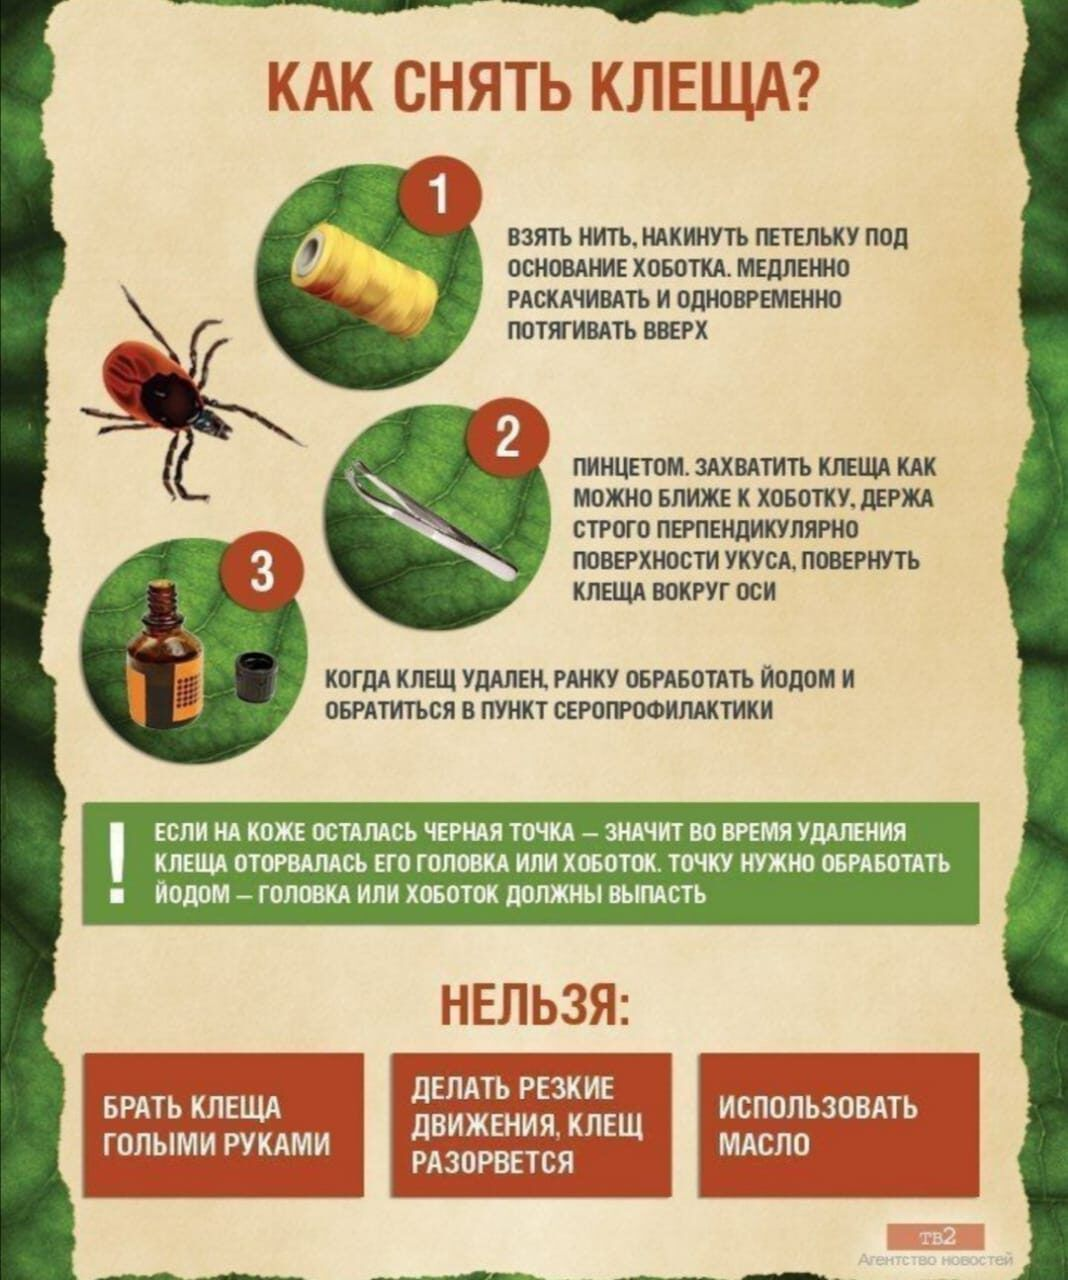 КАК СНЯТЬ КЛЕЩА?
1
ВЗЯТЬ НИТЬ, НАКИНУТЬ ПЕТЕЛЬКУ ПОД
ОСНОВАНИЕ ХОБОТКА. МЕДЛЕННО
РАСКАЧИВАТЬ И ОДНОВРЕМЕННО
ПОТЯГИВАТЬ ВВЕРХ
2
ПИНЦЕТОМ. ЗАХВАТИТЬ КЛЕЩА КАК
МОЖНО БЛИЖЕ К ХОБОТКУ, ДЕРЖА
СТРОГО ПЕРПЕНДИКУЛЯРНО
ПОВЕРХНОСТИ УКУСА, ПОВЕРНУТЬ
КЛЕЩА ВОКРУГ ОСИ
3
КОГДА КЛЕЩ УДАЛЕН, РАНКУ ОБРАБОТАТЬ ЙОДОМ И
ОБРАТИТЬСЯ В ПУНКТ СЕРОПРОФИЛАКТИКИ
!
ЕСЛИ НА КОЖЕ ОСТАЛАСЬ ЧЕРНАЯ ТОЧКА – ЗНАЧИТ ВО ВРЕМЯ УДАЛЕНИЯ
КЛЕЩА ОТОРВАЛАСЬ ЕГО ГОЛОВКА ИЛИ ХОБОТОК. ТОЧКУ НУЖНО ОБРАБОТАТЬ
ЙОДОМ – ГОЛОВКА ИЛИ ХОБОТОК ДОЛЖНЫ ВЫПАСТЬ
НЕЛЬЗЯ:
БРАТЬ КЛЕЩА
ГОЛЫМИ РУКАМИ
ДЕЛАТЬ РЕЗКИЕ
ДВИЖЕНИЯ, КЛЕЩ
РАЗОРВЕТСЯ
ИСПОЛЬЗОВАТЬ
МАСЛО
тв2
Агентство новостей